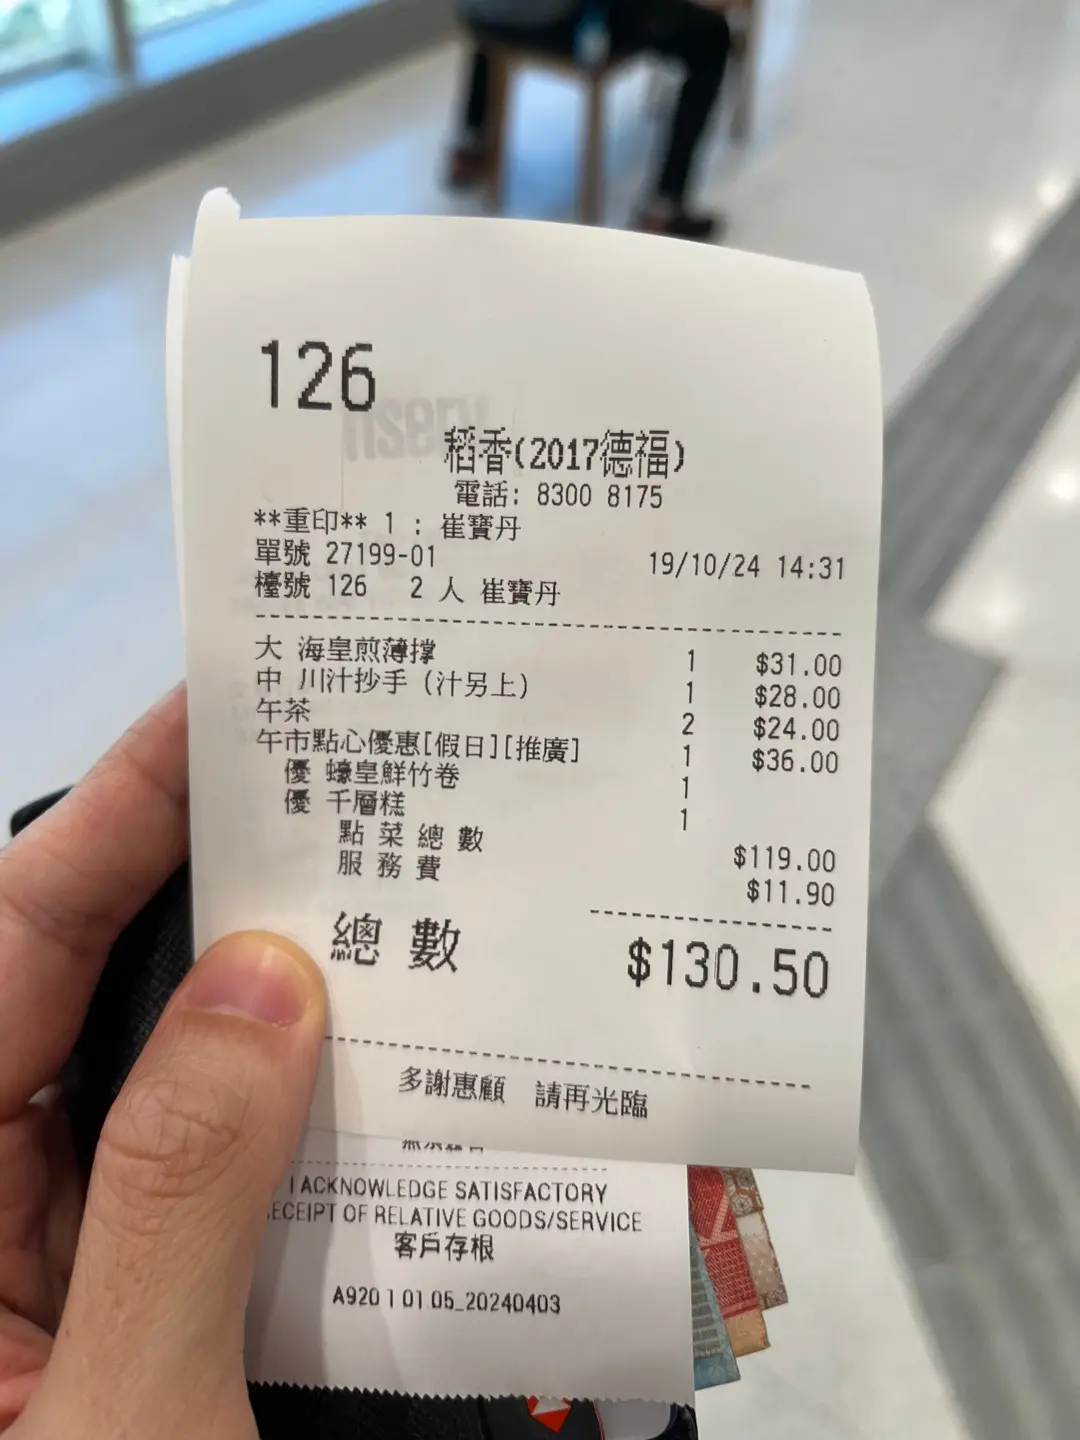 126
稻香(2017德福)
電話: 8300 8175
**重印** 1 : 崔寶丹
單號 27199-01 19/10/24 14:31
檯號 126 2 人 崔寶丹
大 海皇煎薄撑 1 $31.00
中 川汁抄手 (汁另上) 1 $28.00
午茶 2 $24.00
午市點心優惠[假日][推廣] 1 $36.00
優 蠔皇鮮竹卷 1
優 千層糕 1
點 菜 總 數 $119.00
服 務 費 $11.90
總 數 $130.50
多謝惠顧 請再光臨
I ACKNOWLEDGE SATISFACTORY
RECEIPT OF RELATIVE GOODS/SERVICE
客戶存根
A920 1 01 05_20240403